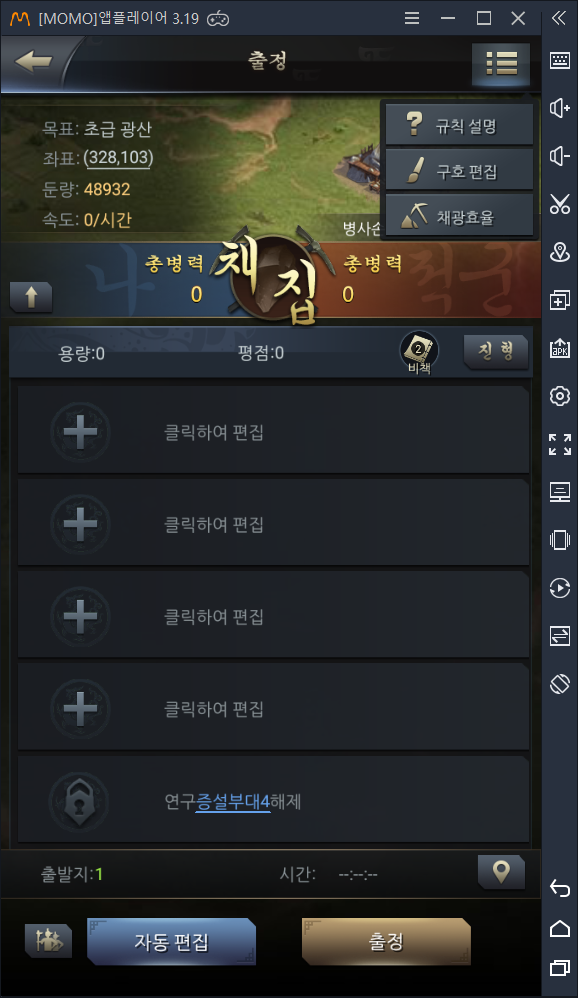 [MOMO]앱플레이어 3.19
출정
목표: 초급 광산
좌표: (328,103)
둔량: 48932
속도: 0/시간
규칙 설명
구호 편집
채광효율
병사손
나
총병력
0
채집
총병력
0
적군
용량:0
평점:0
2
비책
진형
클릭하여 편집
클릭하여 편집
클릭하여 편집
클릭하여 편집
연구증설부대4해제
출발지:1
시간: --:--:--
자동 편집
출정
APK